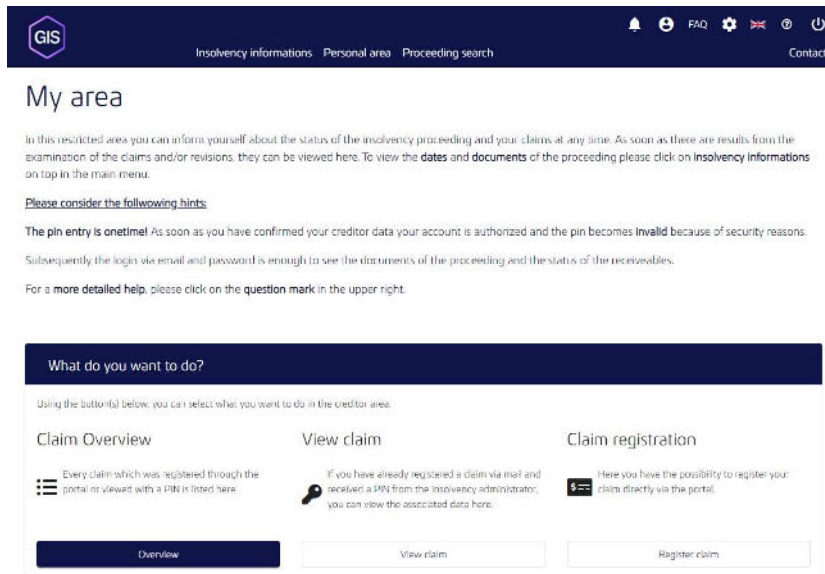 GIS
FAQ
Insolvency informations Personal area Proceeding search
Contact
My area
In this restricted area you can inform yourself about the status of the insolvency proceeding and your claims at any time. As soon as there are results from the
examination of the claims and/or revisions, they can be viewed here. To view the dates and documents of the proceeding please click on Insolvency Informations
on top in the main menu.
Please consider the follwowing hints:
The pin entry is onetime! As soon as you have confirmed your creditor data your account is authorized and the pin becomes invalid because of security reasons.
Subsequently the login via email and password is enough to see the documents of the proceeding and the status of the receiveables.
For a more detailed help, please click on the question mark in the upper right.
What do you want to do?
Using the button(s) below, you can select what you want to do in the creditor area.
Claim Overview
Every claim which was registered through the
portal or viewed with a PIN is listed here.
Overview
View claim
If you have already registered a claim via mail and
received a PIN from the insolvency administrator,
you can view the associated data here.
View claim
Claim registration
Here you have the possibility to register your
claim directly via the portal.
Register claim